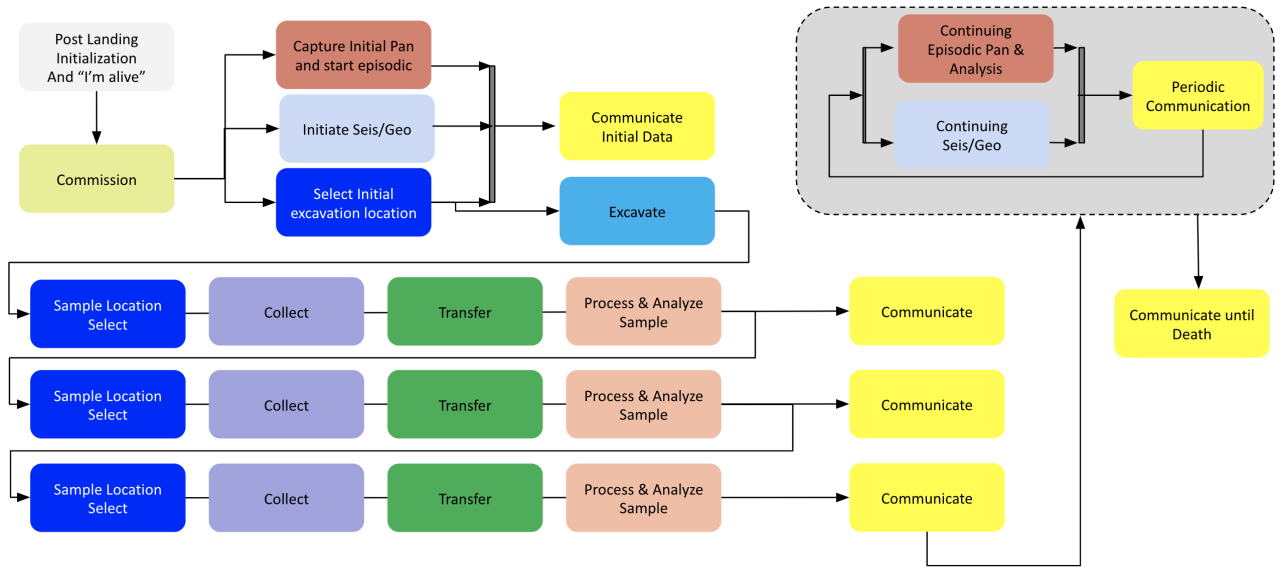 Post Landing
Initialization
And “I’m alive”
Commission
Capture Initial Pan
and start episodic
Initiate Seis/Geo
Select Initial
excavation location
Communicate
Initial Data
Excavate
Continuing
Episodic Pan &
Analysis
Continuing
Seis/Geo
Periodic
Communication
Communicate until
Death
Sample Location
Select
Collect
Transfer
Process & Analyze
Sample
Communicate
Sample Location
Select
Collect
Transfer
Process & Analyze
Sample
Communicate
Sample Location
Select
Collect
Transfer
Process & Analyze
Sample
Communicate